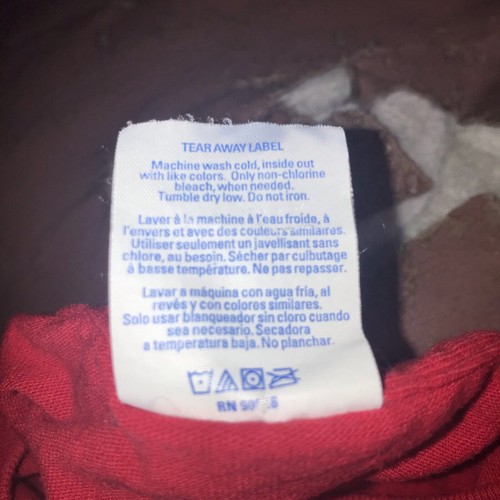 TEAR AWAY LABEL
Machine wash cold, inside out
with like colors. Only non-chlorine
bleach, when needed.
Tumble dry low. Do not iron.
Laver à la machine à l'eau froide, à
l'envers et avec des couleurs similaires.
Utiliser seulement un javellisant sans
chlore, au besoin. Sécher par culbutage
à basse température. Ne pas repasser.
Lavar a máquina con agua fría, al
revés y con colores similares.
Solo usar blanqueador sin cloro cuando
sea necesario. Secadora
a temperatura baja. No planchar.
RN